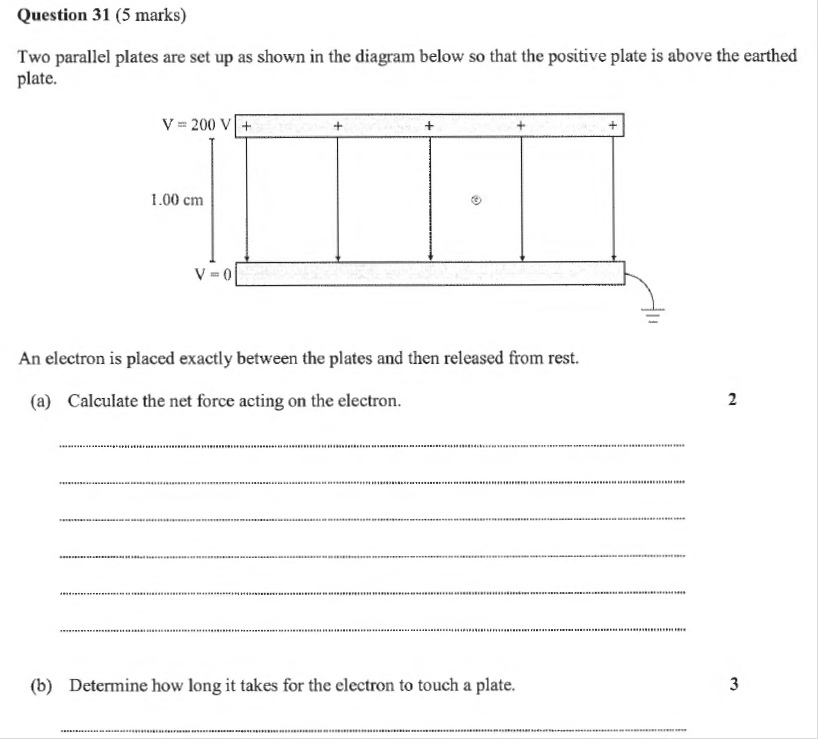 Question 31 (5 marks)
Two parallel plates are set up as shown in the diagram below so that the positive plate is above the earthed
plate.
V = 200 V + + + + +
1.00 cm
e
V = 0
An electron is placed exactly between the plates and then released from rest.
(a) Calculate the net force acting on the electron. 2
(b) Determine how long it takes for the electron to touch a plate. 3